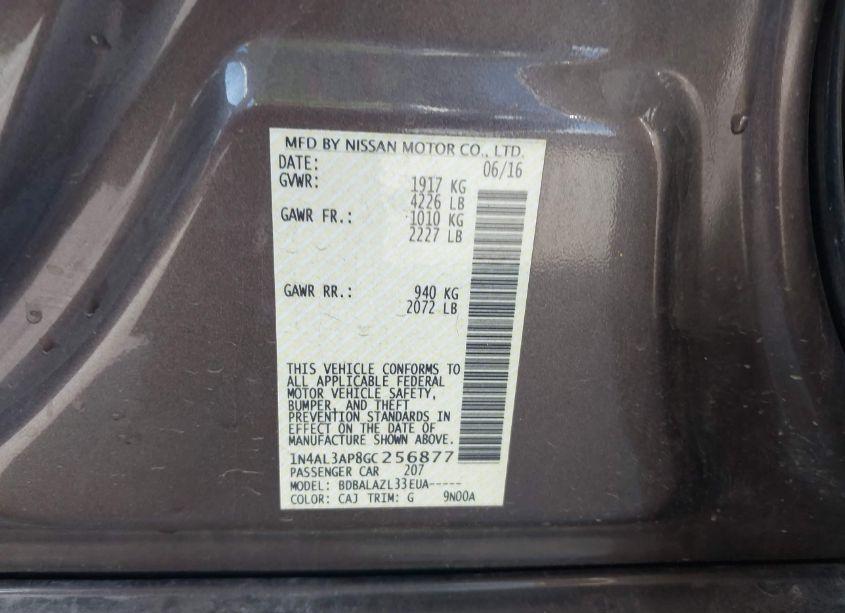 MFD BY NISSAN MOTOR CO., LTD.
DATE: 06/16
GVWR: 1917 KG
4226 LB
GAWR FR.: 1010 KG
2227 LB
GAWR RR.: 940 KG
2072 LB
THIS VEHICLE CONFORMS TO
ALL APPLICABLE FEDERAL
MOTOR VEHICLE SAFETY,
BUMPER, AND THEFT
PREVENTION STANDARDS IN
EFFECT ON THE DATE OF
MANUFACTURE SHOWN ABOVE.
1N4AL3AP8GC256877
PASSENGER CAR 207
MODEL: BDBALAZL33EUA-----
COLOR: CAJ TRIM: G 9N00A